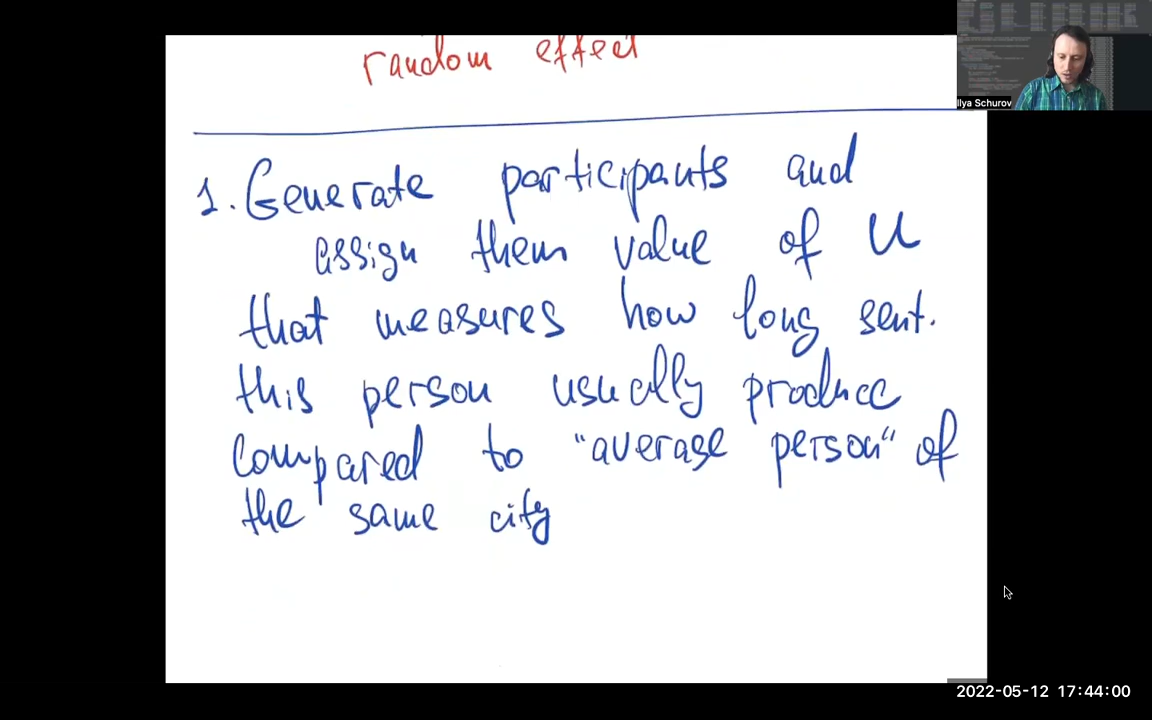 random effect
1. Generate participants and
assign them value of u
that measures how long sent.
this person usually produce
compared to "average person" of
the same city
Ilya Schurov
2022-05-12 17:44:00